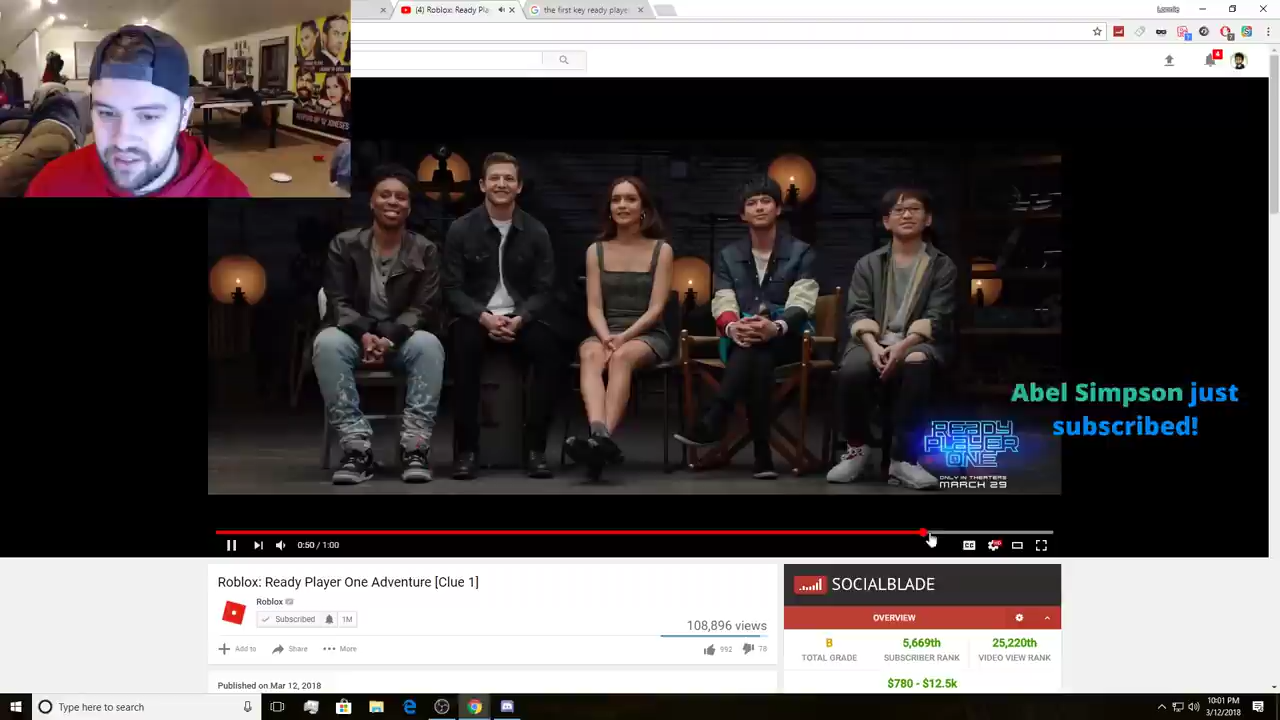 (4) Roblox: Ready Pla
the first key ready playe
4
READY
PLAYER
ONE
ONLY IN THEATERS
MARCH 29
Abel Simpson just
subscribed!
0:50 / 1:00
CC
HD
Roblox: Ready Player One Adventure [Clue 1]
Roblox
Subscribed
1M
108,896 views
Add to
Share
More
992
78
Published on Mar 12, 2018
SOCIALBLADE
OVERVIEW
B
5,669th
25,220th
TOTAL GRADE
SUBSCRIBER RANK
VIDEO VIEW RANK
$780 - $12.5k
Type here to search
10:01 PM
3/12/2018